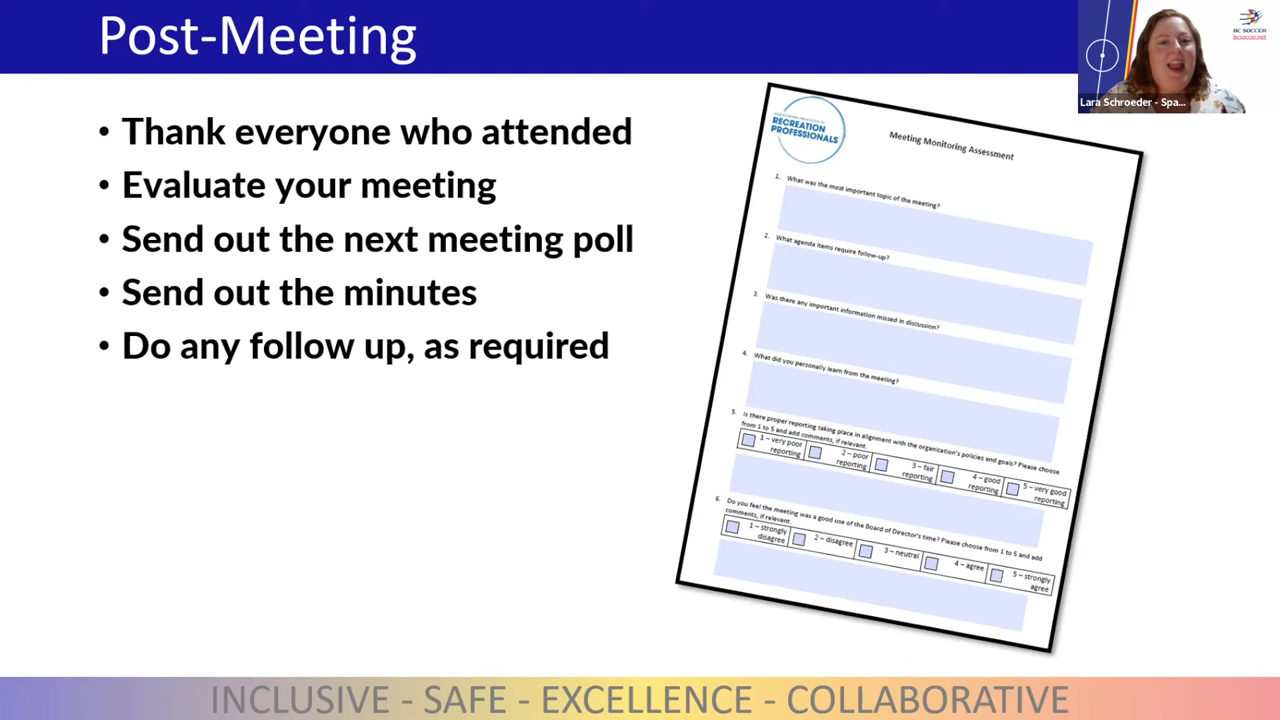 Post-Meeting
BC SOCCER
bcsoccer.net
Lara Schroeder - Spa...
• Thank everyone who attended
• Evaluate your meeting
• Send out the next meeting poll
• Send out the minutes
• Do any follow up, as required
RECREATION
PROFESSIONALS
Meeting Monitoring Assessment
1. What was the most important topic of the meeting?
2. What agenda items require follow-up?
3. Was there any important information missed in discussion?
4. What did you personally learn from the meeting?
5. Is there proper reporting taking place in alignment with the organization's policies and goals? Please choose
from 1 to 5 and add comments, if relevant.
1 – very poor
reporting
2 – poor
reporting
3 – fair
reporting
4 – good
reporting
5 – very good
reporting
6. Do you feel the meeting was a good use of the Board of Director's time? Please choose from 1 to 5 and add
comments, if relevant.
1 – strongly
disagree
2 – disagree
3 – neutral
4 – agree
5 – strongly
agree
INCLUSIVE - SAFE - EXCELLENCE - COLLABORATIVE